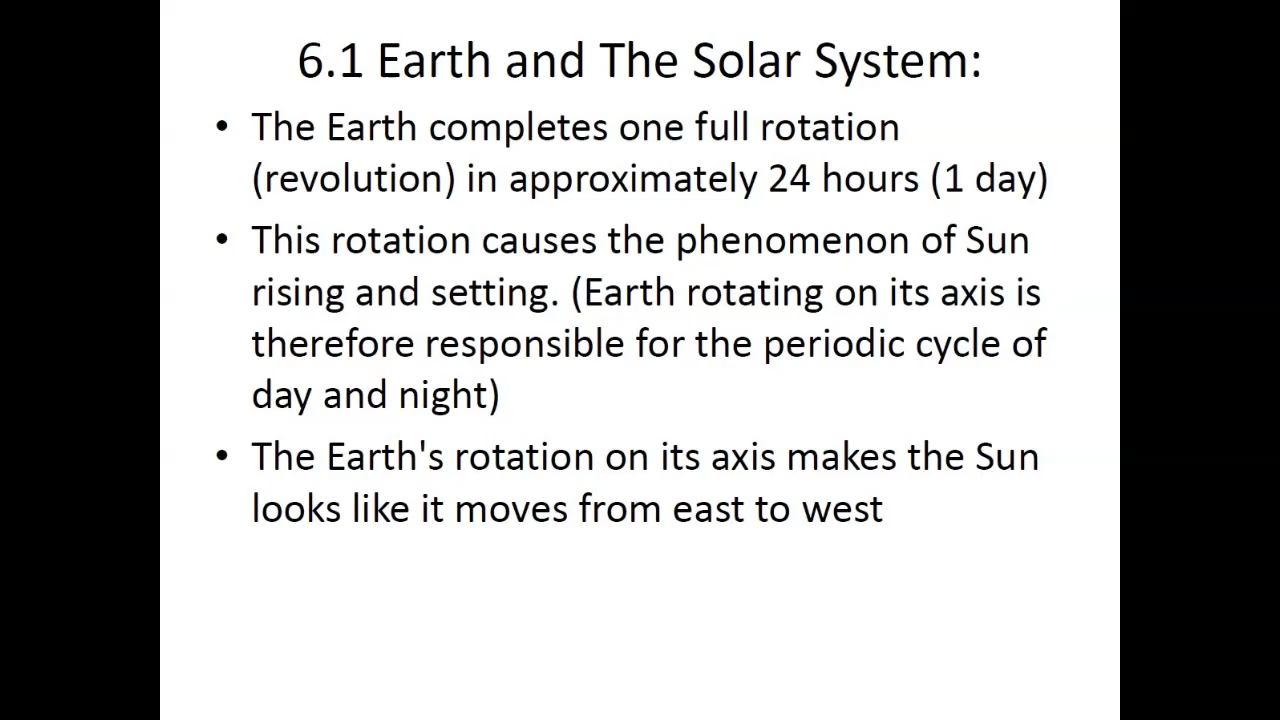 6.1 Earth and The Solar System:
• The Earth completes one full rotation
(revolution) in approximately 24 hours (1 day)
• This rotation causes the phenomenon of Sun
rising and setting. (Earth rotating on its axis is
therefore responsible for the periodic cycle of
day and night)
• The Earth's rotation on its axis makes the Sun
looks like it moves from east to west